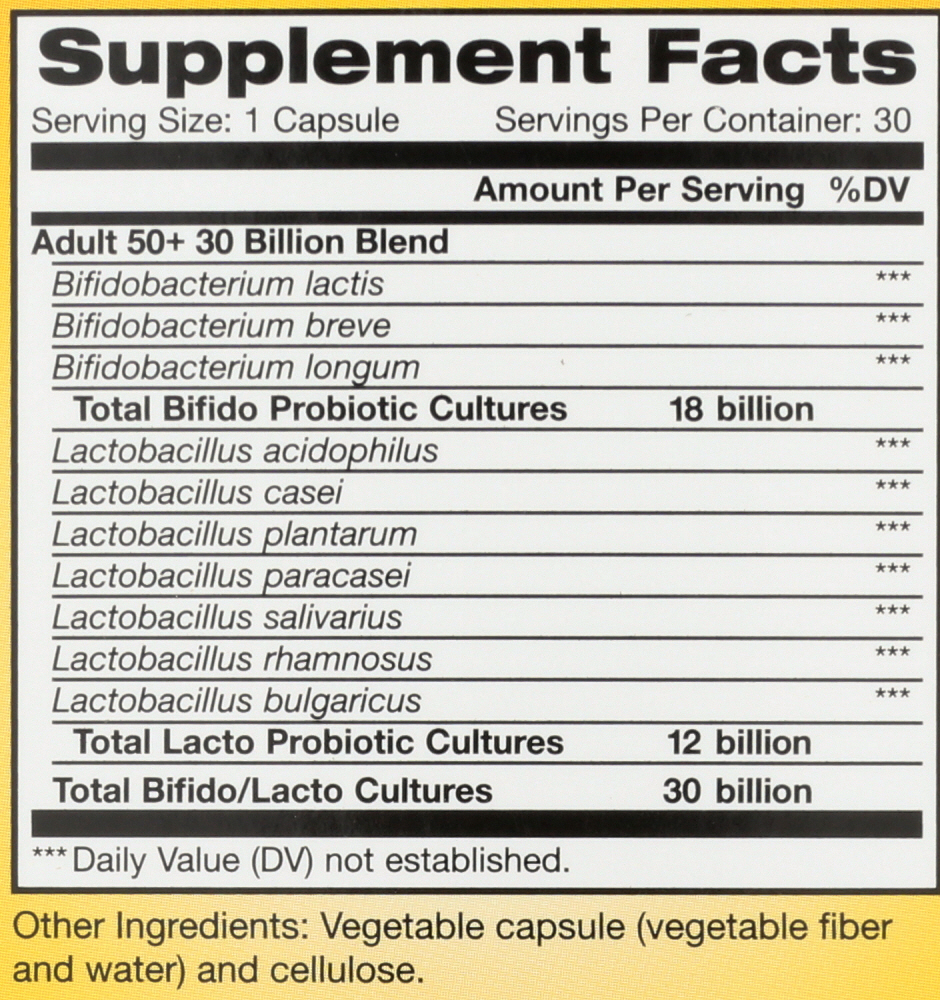 Supplement Facts
Serving Size: 1 Capsule Servings Per Container: 30
Amount Per Serving %DV
Adult 50+ 30 Billion Blend
Bifidobacterium lactis ***
Bifidobacterium breve ***
Bifidobacterium longum ***
Total Bifido Probiotic Cultures 18 billion
Lactobacillus acidophilus ***
Lactobacillus casei ***
Lactobacillus plantarum ***
Lactobacillus paracasei ***
Lactobacillus salivarius ***
Lactobacillus rhamnosus ***
Lactobacillus bulgaricus ***
Total Lacto Probiotic Cultures 12 billion
Total Bifido/Lacto Cultures 30 billion
*** Daily Value (DV) not established.
Other Ingredients: Vegetable capsule (vegetable fiber
and water) and cellulose.